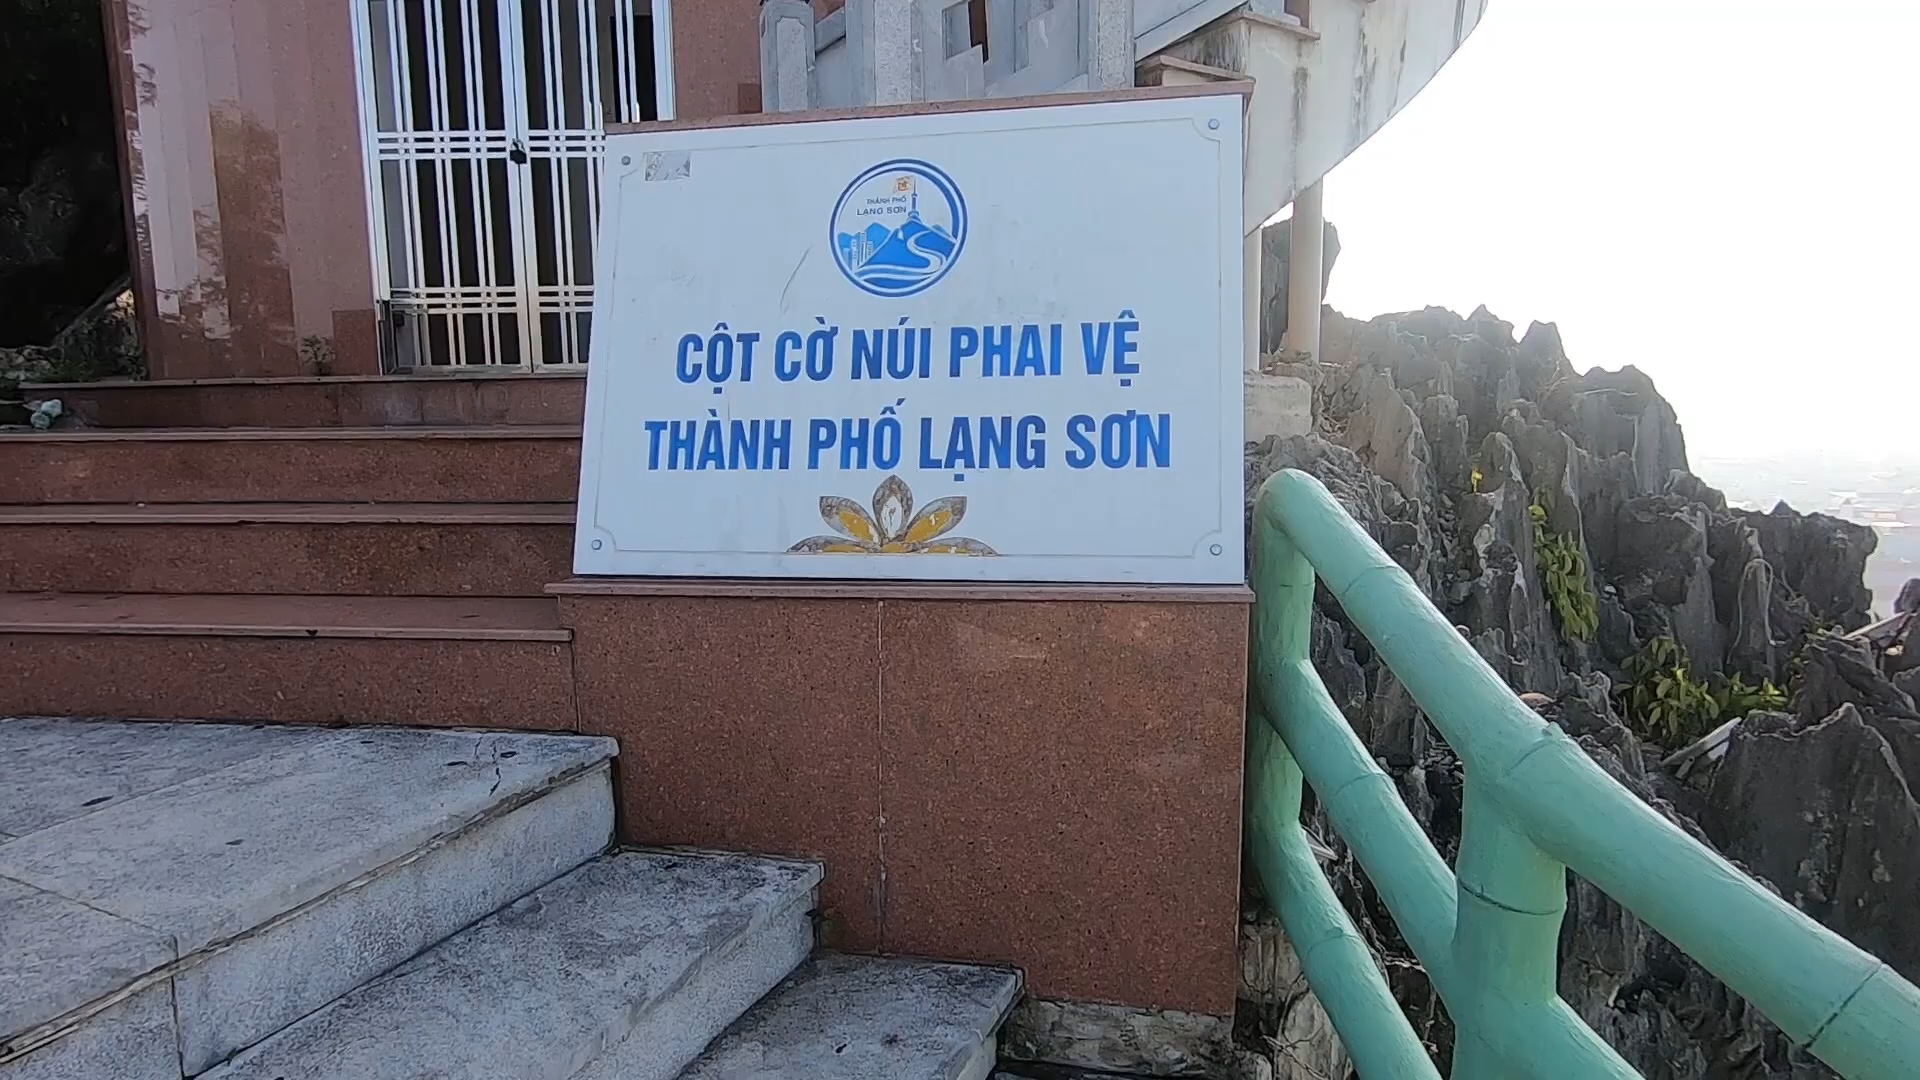 THÀNH PHỐ
LẠNG SƠN
CỘT CỜ NÚI PHAI VỆ
THÀNH PHỐ LẠNG SƠN